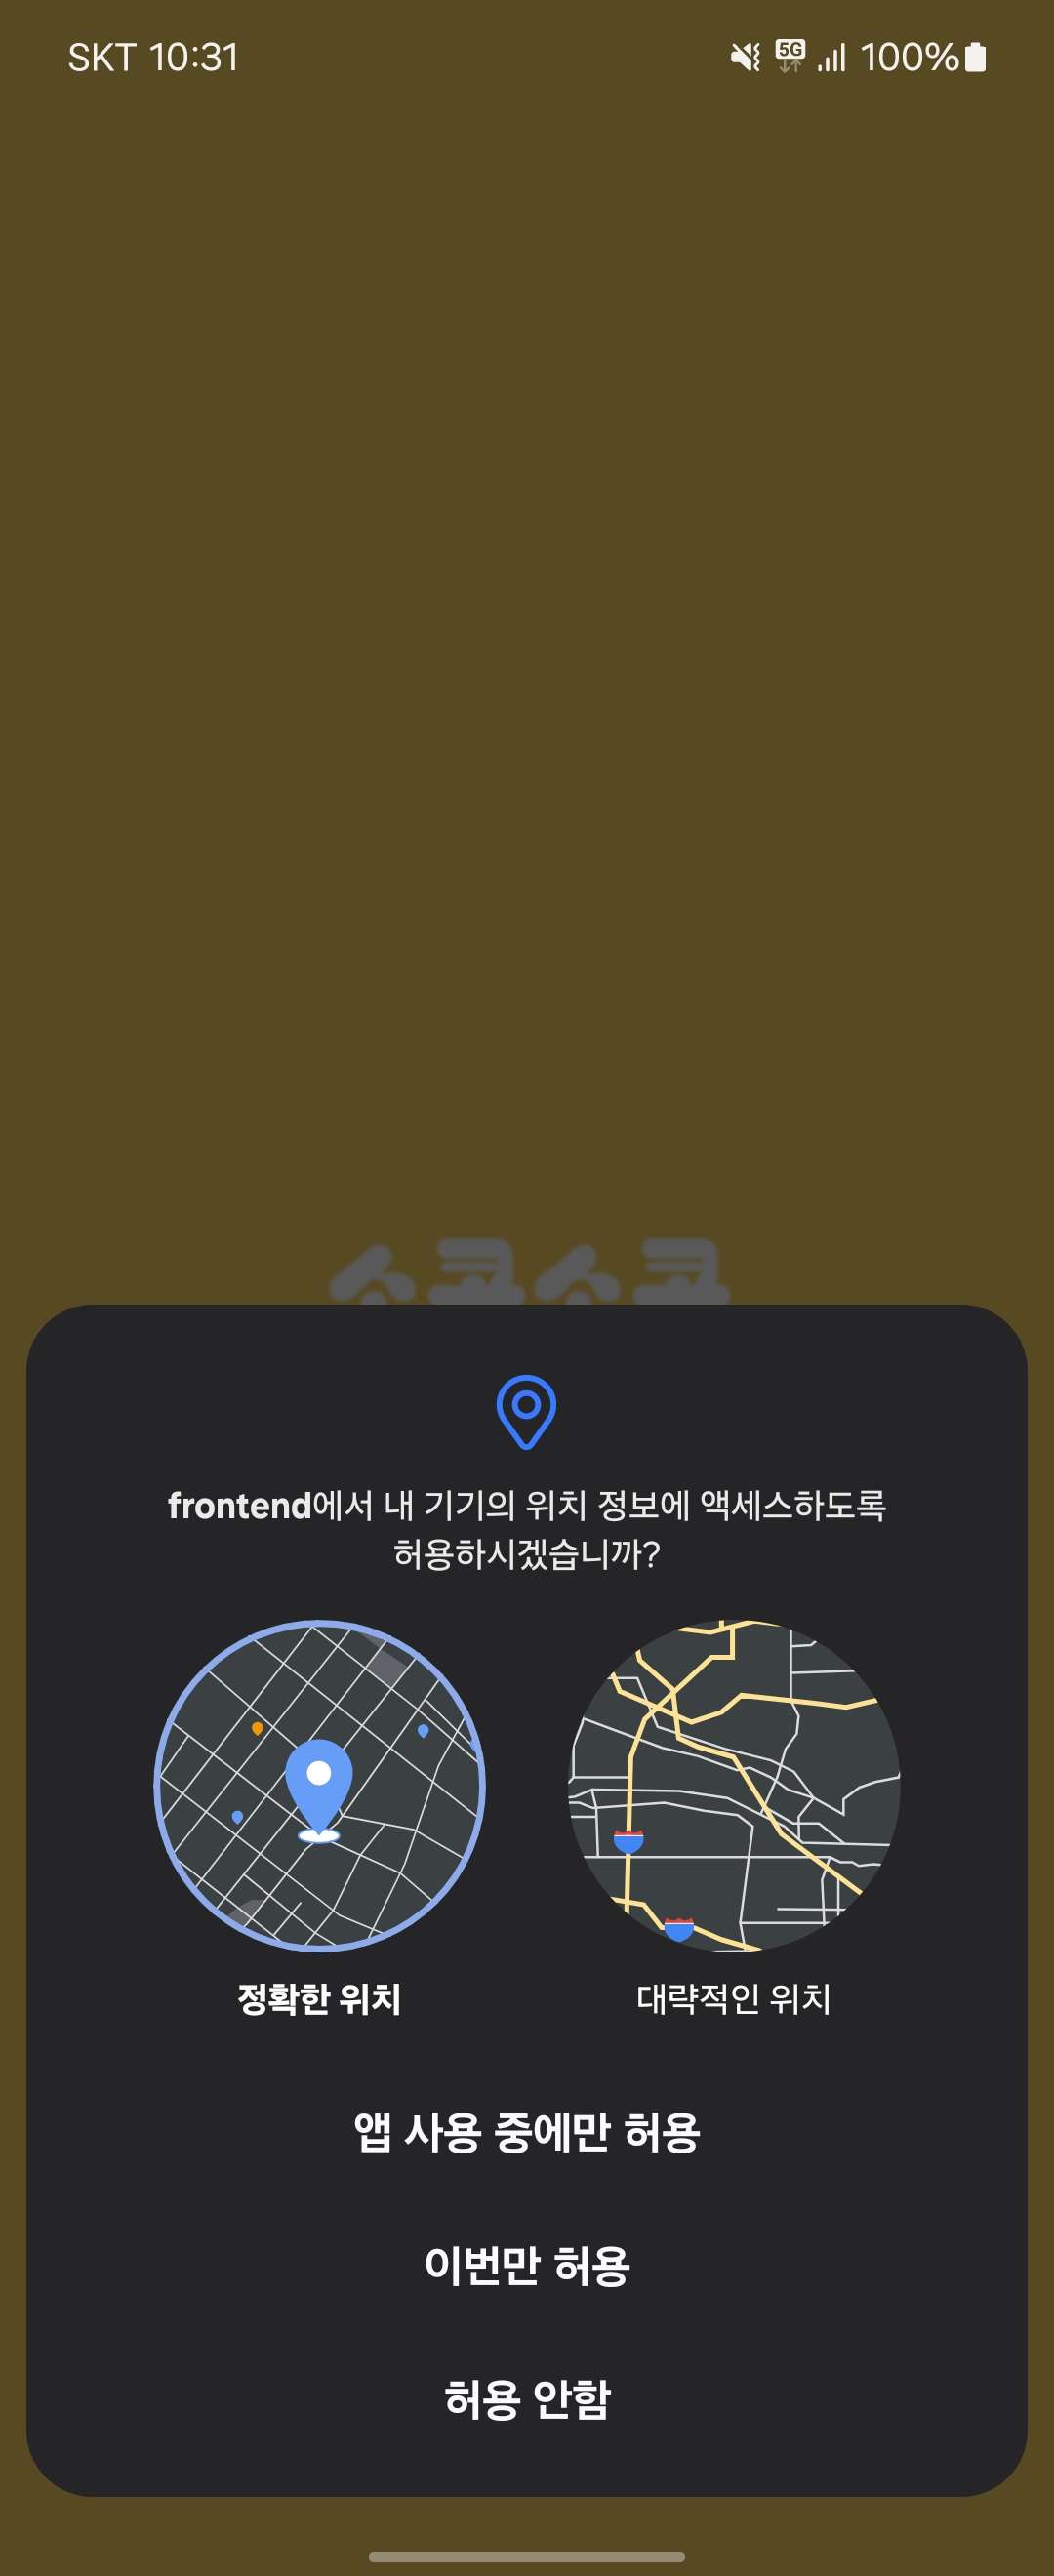 SKT 10:31
5G 100%
frontend에서 내 기기의 위치 정보에 액세스하도록
허용하시겠습니까?
정확한 위치 대략적인 위치
앱 사용 중에만 허용
이번만 허용
허용 안함